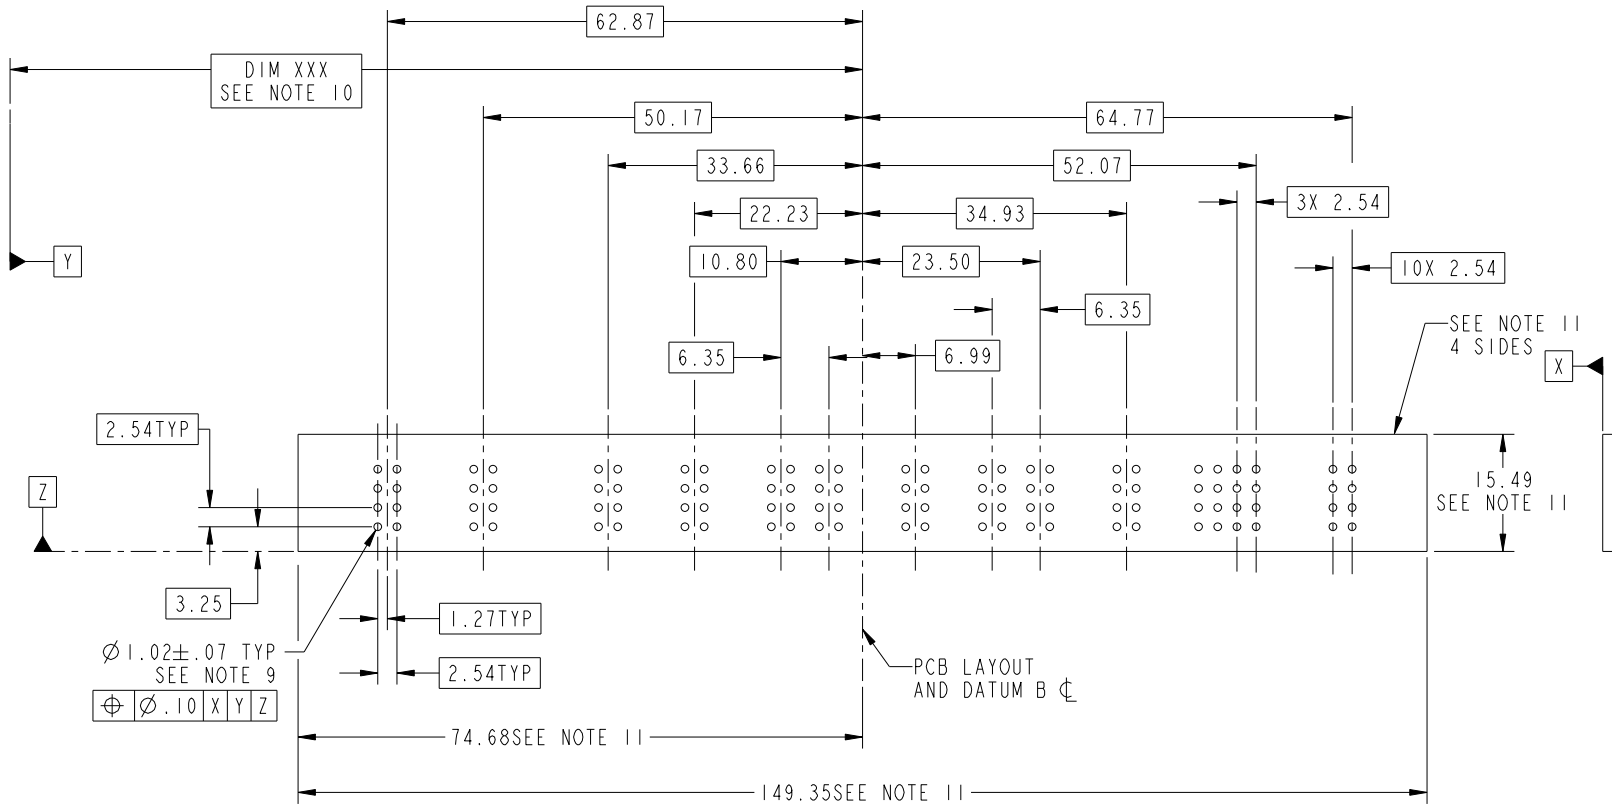 62.87
DIM XXX
SEE NOTE 10
50.17
64.77
33.66
52.07
3X 2.54
22.23
34.93
Y
10.80
23.50
10X 2.54
6.35
SEE NOTE 11
4 SIDES
6.35
6.99
X
2.54TYP
Z
15.49
SEE NOTE 11
3.25
1.27TYP
Ø1.02±.07 TYP
SEE NOTE 9
2.54TYP
PCB LAYOUT
AND DATUM B ℄
⌖ Ø.10 X Y Z
74.68SEE NOTE 11
149.35SEE NOTE 11